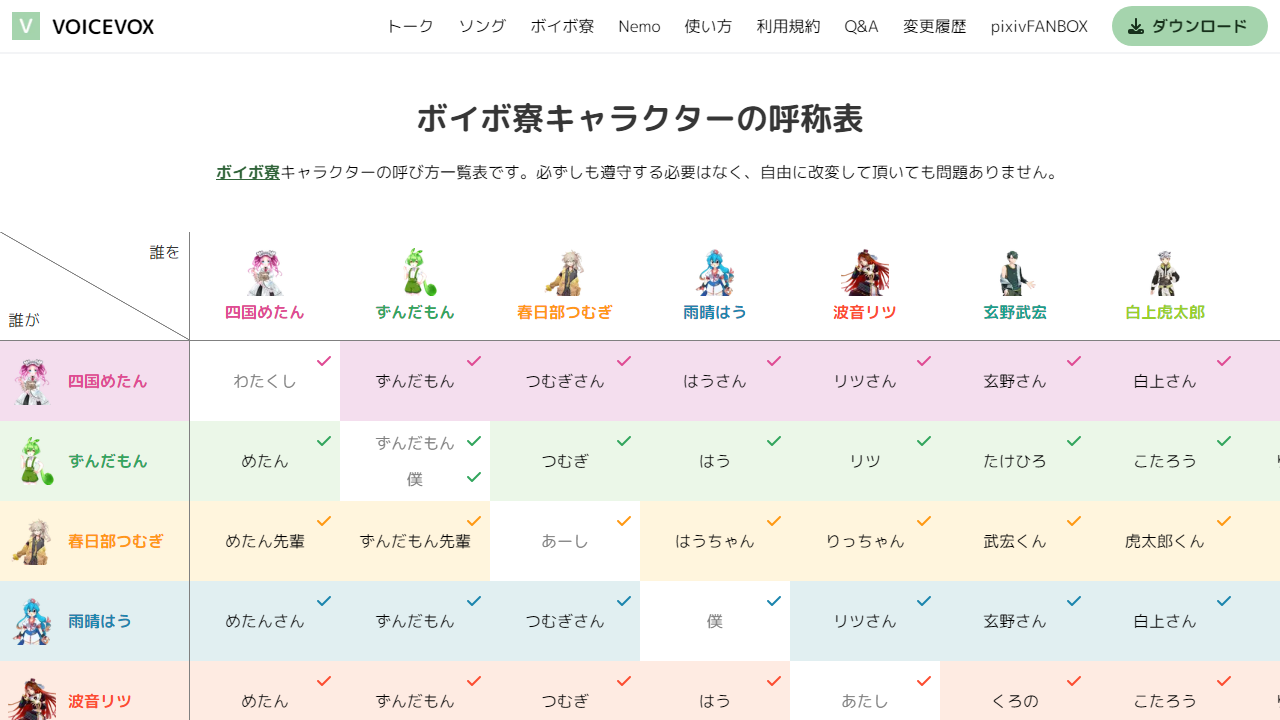 V VOICEVOX トーク ソング ボイボ寮 Nemo 使い方 利用規約 Q&A 変更履歴 pixivFANBOX ダウンロード
ボイボ寮キャラクターの呼称表
ボイボ寮キャラクターの呼び方一覧表です。必ずしも遵守する必要はなく、自由に改変して頂いても問題ありません。
誰を
誰が
四国めたん ずんだもん 春日部つむぎ 雨晴はう 波音リツ 玄野武宏 白上虎太郎
四国めたん わたくし ずんだもん つむぎさん はうさん リツさん 玄野さん 白上さん
ずんだもん めたん ずんだもん つむぎ はう リツ たけひろ こたろう
僕
春日部つむぎ めたん先輩 ずんだもん先輩 あーし はうちゃん りっちゃん 武宏くん 虎太郎くん
雨晴はう めたんさん ずんだもん つむぎさん 僕 リツさん 玄野さん 白上さん
波音リツ めたん ずんだもん つむぎ はう あたし くろの こたろう